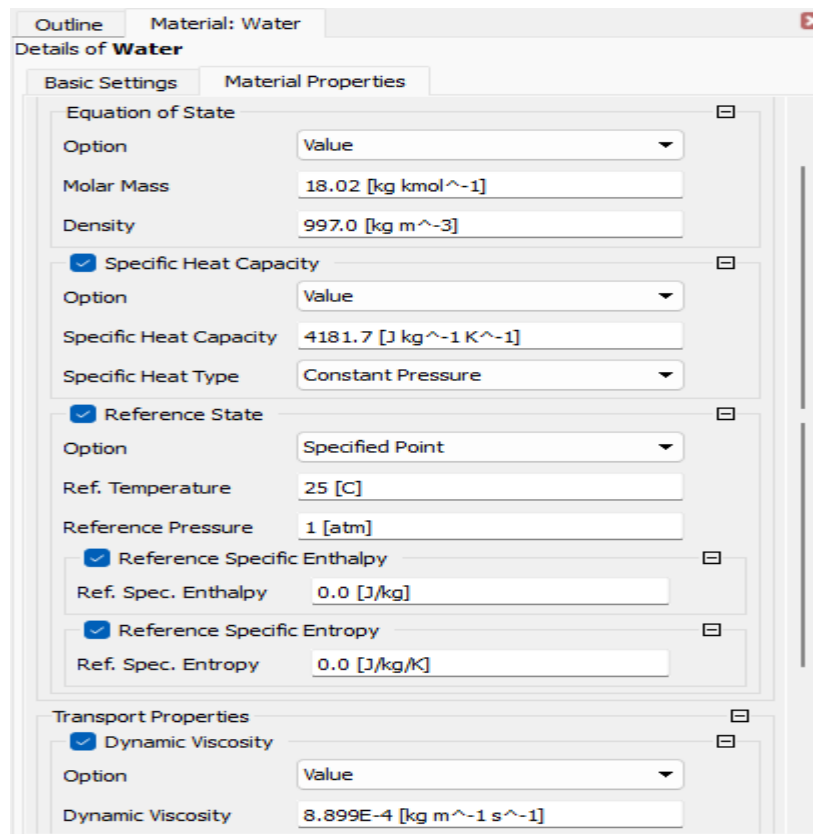 Outline Material: Water
Details of Water
Basic Settings Material Properties
Equation of State
Option Value
Molar Mass 18.02 [kg kmol^-1]
Density 997.0 [kg m^-3]
Specific Heat Capacity
Option Value
Specific Heat Capacity 4181.7 [J kg^-1 K^-1]
Specific Heat Type Constant Pressure
Reference State
Option Specified Point
Ref. Temperature 25 [C]
Reference Pressure 1 [atm]
Reference Specific Enthalpy
Ref. Spec. Enthalpy 0.0 [J/kg]
Reference Specific Entropy
Ref. Spec. Entropy 0.0 [J/kg/K]
Transport Properties
Dynamic Viscosity
Option Value
Dynamic Viscosity 8.899E-4 [kg m^-1 s^-1]